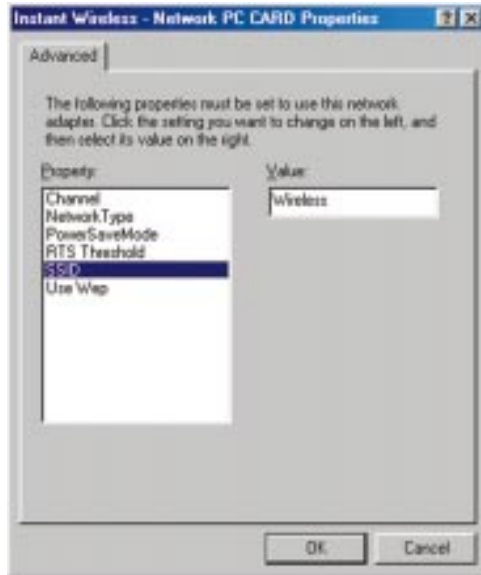 Instant Wireless - Network PC CARD Properties
Advanced
The following properties must be set to use this network
adapter. Click the setting you want to change on the left, and
then select its value on the right.
Property:
Channel
NetworkType
PowerSaveMode
RTS Threshold
SSID
Use Wep
Value:
Wireless
OK
Cancel